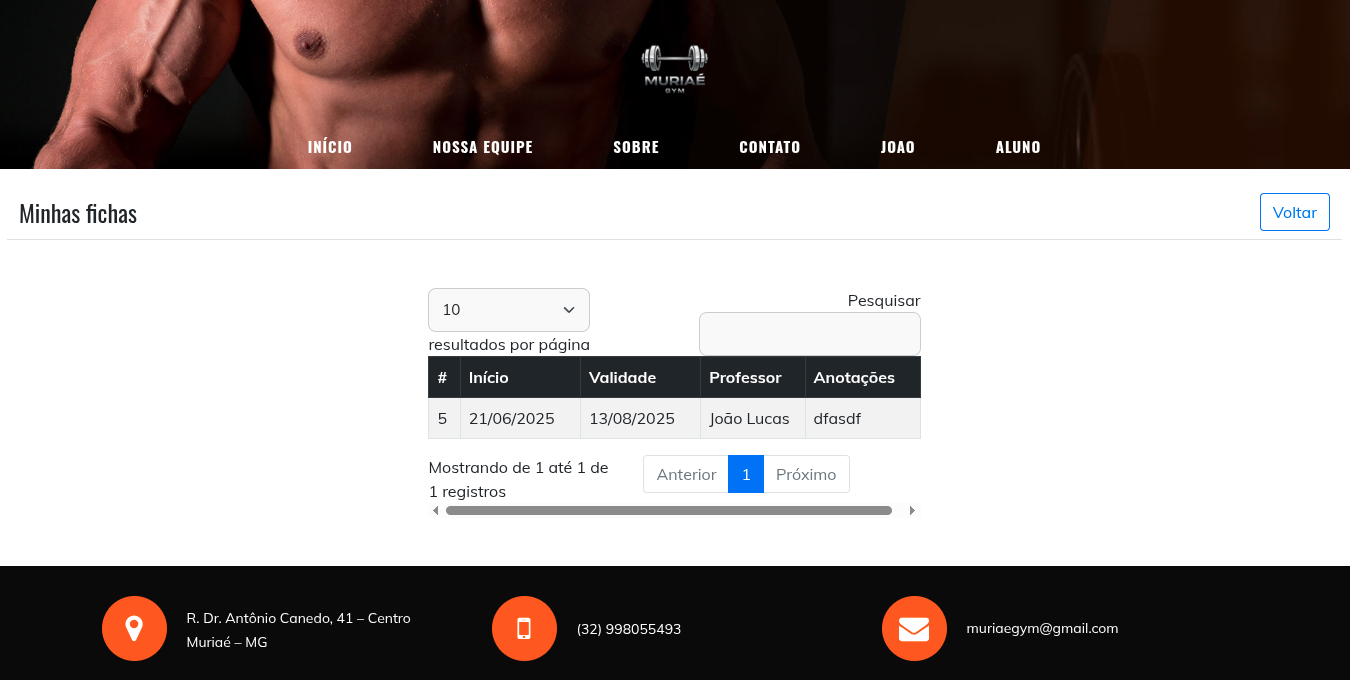 MURIAÉ
GYM
INÍCIO
NOSSA EQUIPE
SOBRE
CONTATO
JOAO
ALUNO
Minhas fichas
Voltar
10
resultados por página
Pesquisar
# Início Validade Professor Anotações
5 21/06/2025 13/08/2025 João Lucas dfasdf
Mostrando de 1 até 1 de
1 registros
Anterior 1 Próximo
R. Dr. Antônio Canedo, 41 – Centro
Muriaé – MG
(32) 998055493
muriaegym@gmail.com